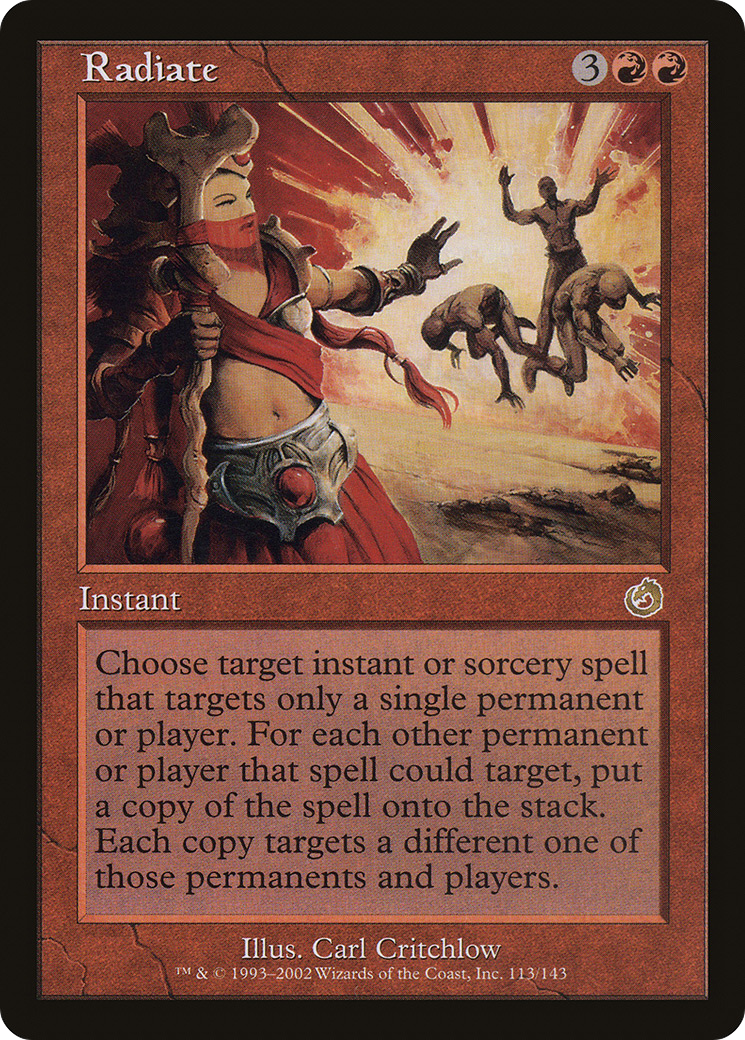 Radiate 3
Instant
Choose target instant or sorcery spell
that targets only a single permanent
or player. For each other permanent
or player that spell could target, put
a copy of the spell onto the stack.
Each copy targets a different one of
those permanents and players.
Illus. Carl Critchlow
™ & © 1993–2002 Wizards of the Coast, Inc. 113/143